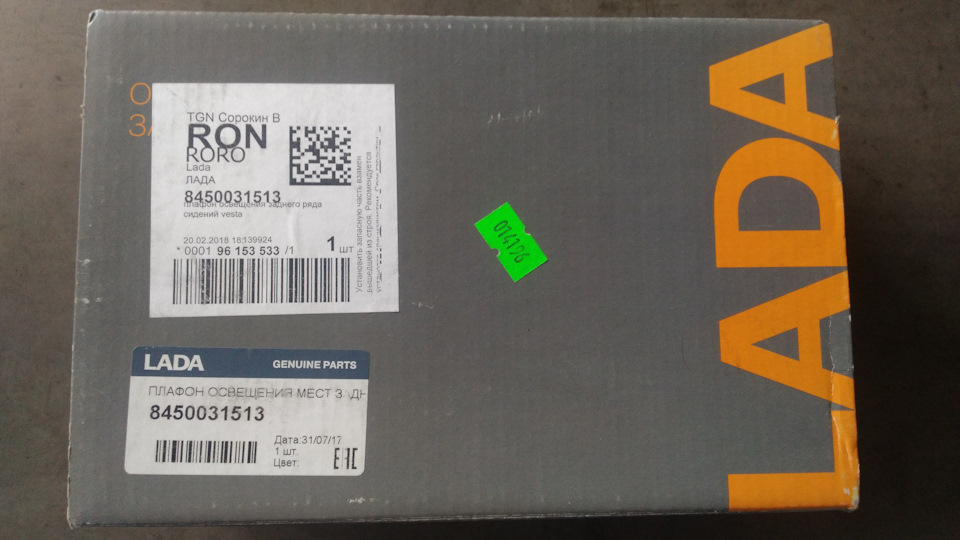 О
TGN Сорокин В
RON
RORO
Lada
ЛАДА
8450031513
плафон освещения заднего ряда
сидений vesta
20.02.2018 18:139924
* 0001 96 153 533 /1
1 шт
Установить запасную часть взамен
вышедшей из строя. Рекомендуется
014196
LADA
LADA GENUINE PARTS
ПЛАФОН ОСВЕЩЕНИЯ МЕСТ
8450031513
Дата:31/07/17
1 шт.
Цвет:
EAC